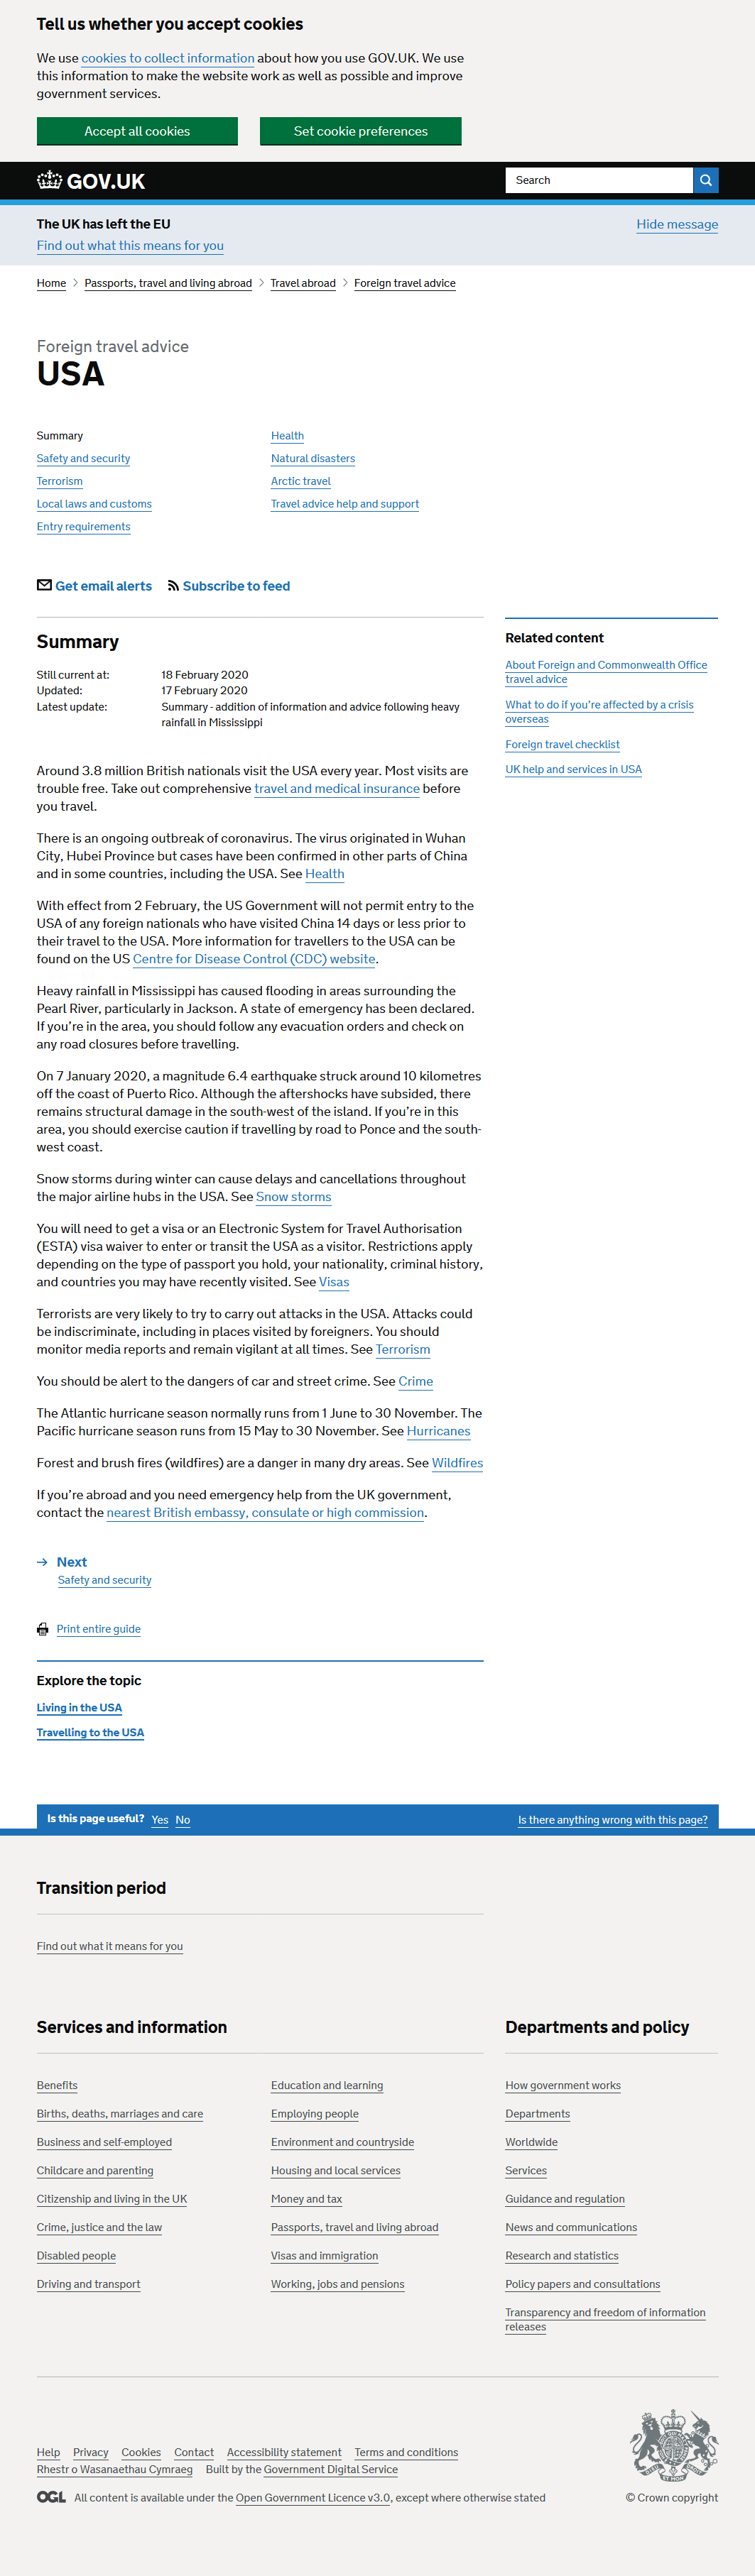 Tell us whether you accept cookies
We use cookies to collect information about how you use GOV.UK. We use
this information to make the website work as well as possible and improve
government services.
Accept all cookies
Set cookie preferences
GOV.UK
Search
The UK has left the EU
Hide message
Find out what this means for you
Home
Passports, travel and living abroad
Travel abroad
Foreign travel advice
Foreign travel advice
USA
Summary
Safety and security
Terrorism
Local laws and customs
Entry requirements
Health
Natural disasters
Arctic travel
Travel advice help and support
Get email alerts
Subscribe to feed
Summary
Still current at: 18 February 2020
Updated: 17 February 2020
Latest update: Summary - addition of information and advice following heavy
rainfall in Mississippi
Around 3.8 million British nationals visit the USA every year. Most visits are
trouble free. Take out comprehensive travel and medical insurance before
you travel.
There is an ongoing outbreak of coronavirus. The virus originated in Wuhan
City, Hubei Province but cases have been confirmed in other parts of China
and in some countries, including the USA. See Health
With effect from 2 February, the US Government will not permit entry to the
USA of any foreign nationals who have visited China 14 days or less prior to
their travel to the USA. More information for travellers to the USA can be
found on the US Centre for Disease Control (CDC) website.
Heavy rainfall in Mississippi has caused flooding in areas surrounding the
Pearl River, particularly in Jackson. A state of emergency has been declared.
If you're in the area, you should follow any evacuation orders and check on
any road closures before travelling.
On 7 January 2020, a magnitude 6.4 earthquake struck around 10 kilometres
off the coast of Puerto Rico. Although the aftershocks have subsided, there
remains structural damage in the south-west of the island. If you're in this
area, you should exercise caution if travelling by road to Ponce and the south-
west coast.
Snow storms during winter can cause delays and cancellations throughout
the major airline hubs in the USA. See Snow storms
You will need to get a visa or an Electronic System for Travel Authorisation
(ESTA) visa waiver to enter or transit the USA as a visitor. Restrictions apply
depending on the type of passport you hold, your nationality, criminal history,
and countries you may have recently visited. See Visas
Terrorists are very likely to try to carry out attacks in the USA. Attacks could
be indiscriminate, including in places visited by foreigners. You should
monitor media reports and remain vigilant at all times. See Terrorism
You should be alert to the dangers of car and street crime. See Crime
The Atlantic hurricane season normally runs from 1 June to 30 November. The
Pacific hurricane season runs from 15 May to 30 November. See Hurricanes
Forest and brush fires (wildfires) are a danger in many dry areas. See Wildfires
If you're abroad and you need emergency help from the UK government,
contact the nearest British embassy, consulate or high commission.
Next
Safety and security
Print entire guide
Explore the topic
Living in the USA
Travelling to the USA
Related content
About Foreign and Commonwealth Office
travel advice
What to do if you're affected by a crisis
overseas
Foreign travel checklist
UK help and services in USA
Is this page useful? Yes No
Is there anything wrong with this page?
Transition period
Find out what it means for you
Services and information
Benefits
Births, deaths, marriages and care
Business and self-employed
Childcare and parenting
Citizenship and living in the UK
Crime, justice and the law
Disabled people
Driving and transport
Education and learning
Employing people
Environment and countryside
Housing and local services
Money and tax
Passports, travel and living abroad
Visas and immigration
Working, jobs and pensions
Departments and policy
How government works
Departments
Worldwide
Services
Guidance and regulation
News and communications
Research and statistics
Policy papers and consultations
Transparency and freedom of information
releases
Help Privacy Cookies Contact Accessibility statement Terms and conditions
Rhestr o Wasanaethau Cymraeg Built by the Government Digital Service
OGL All content is available under the Open Government Licence v3.0, except where otherwise stated
© Crown copyright